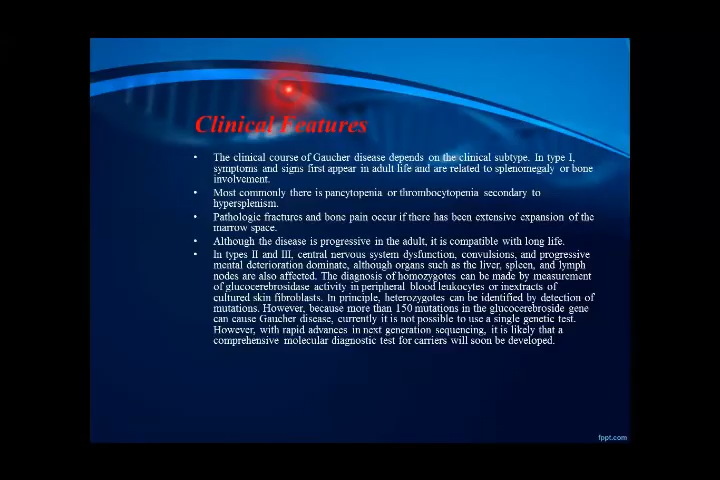 Clinical Features
• The clinical course of Gaucher disease depends on the clinical subtype. In type I,
symptoms and signs first appear in adult life and are related to splenomegaly or bone
involvement.
• Most commonly there is pancytopenia or thrombocytopenia secondary to
hypersplenism.
• Pathologic fractures and bone pain occur if there has been extensive expansion of the
marrow space.
• Although the disease is progressive in the adult, it is compatible with long life.
• In types II and III, central nervous system dysfunction, convulsions, and progressive
mental deterioration dominate, although organs such as the liver, spleen, and lymph
nodes are also affected. The diagnosis of homozygotes can be made by measurement
of glucocerebrosidase activity in peripheral blood leukocytes or inextracts of
cultured skin fibroblasts. In principle, heterozygotes can be identified by detection of
mutations. However, because more than 150 mutations in the glucocerebroside gene
can cause Gaucher disease, currently it is not possible to use a single genetic test.
However, with rapid advances in next generation sequencing, it is likely that a
comprehensive molecular diagnostic test for carriers will soon be developed.
fppt.com